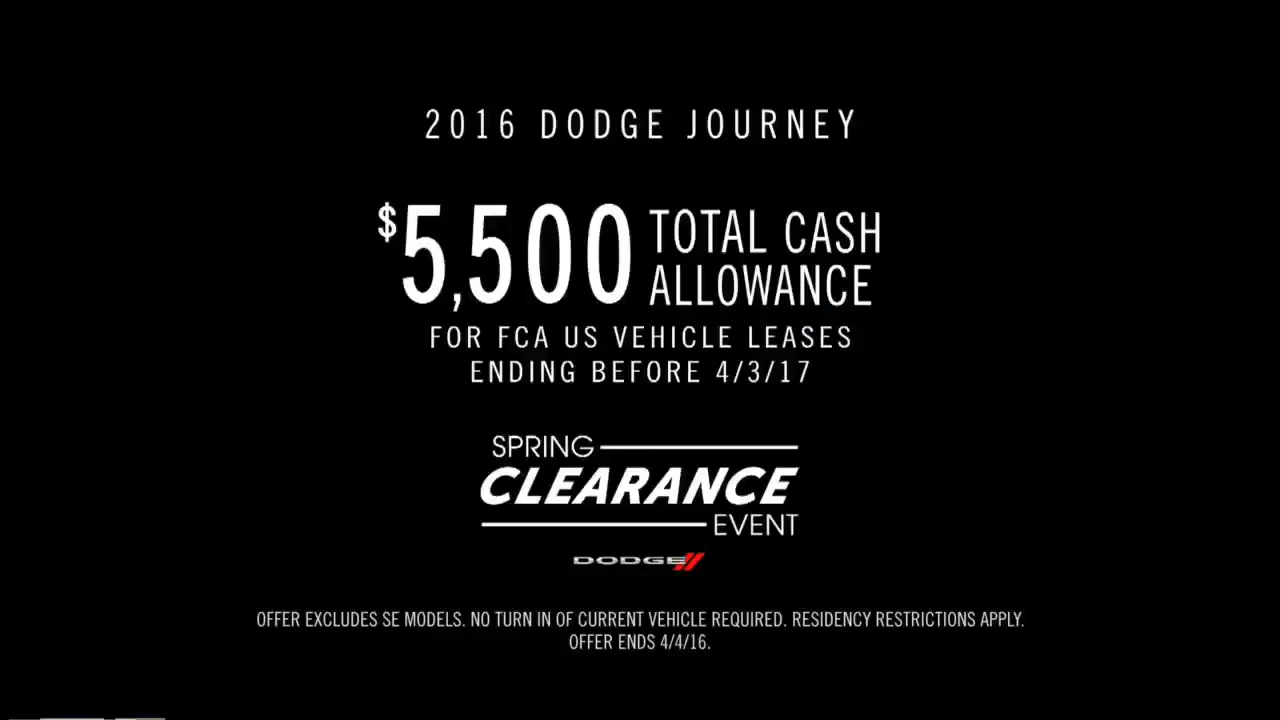 2016 DODGE JOURNEY
$5,500 TOTAL CASH
ALLOWANCE
FOR FCA US VEHICLE LEASES
ENDING BEFORE 4/3/17
SPRING
CLEARANCE
EVENT
DODGE
OFFER EXCLUDES SE MODELS. NO TURN IN OF CURRENT VEHICLE REQUIRED. RESIDENCY RESTRICTIONS APPLY.
OFFER ENDS 4/4/16.